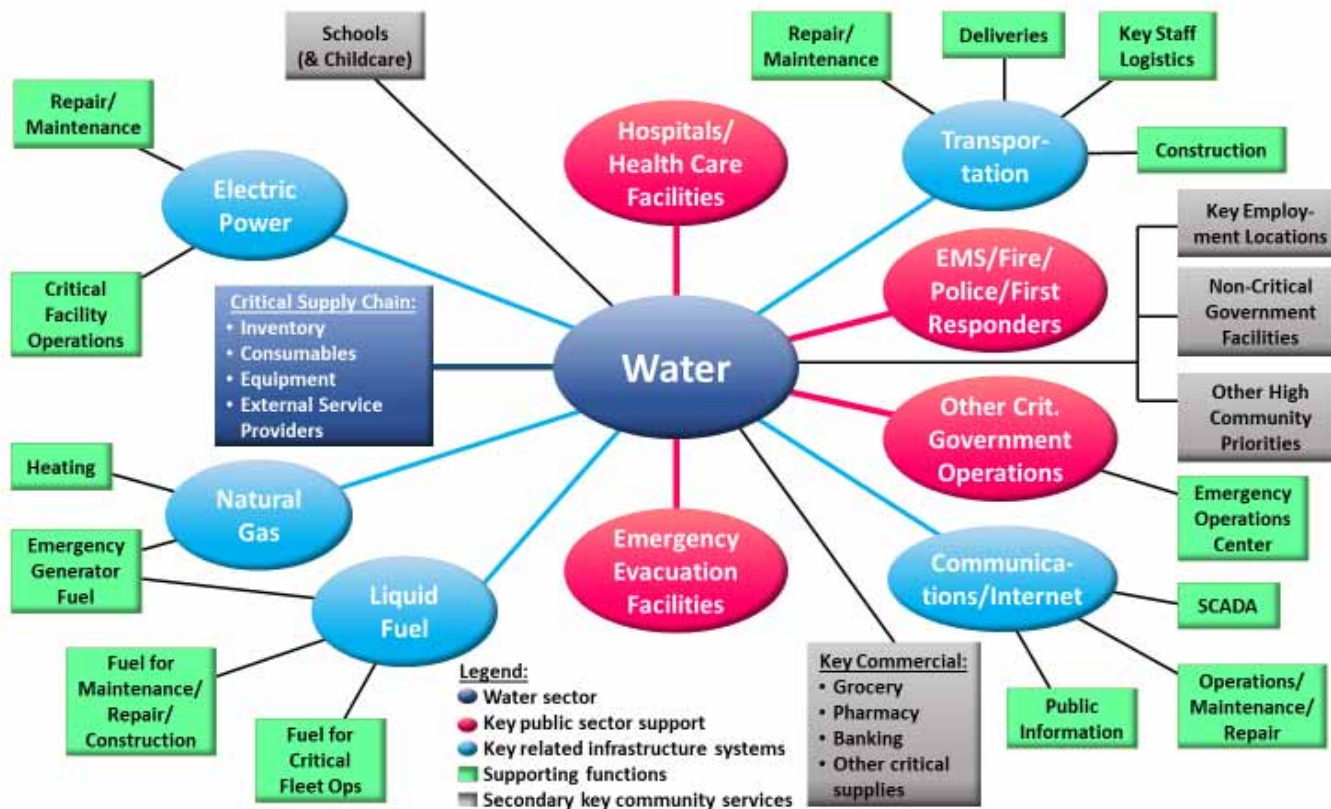 Schools
(& Childcare)
Repair/
Maintenance
Deliveries
Key Staff
Logistics
Repair/
Maintenance
Hospitals/
Health Care
Facilities
Transpor-
tation
Construction
Electric
Power
Key Employ-
ment Locations
EMS/Fire/
Police/First
Responders
Critical
Facility
Operations
Critical Supply Chain:
• Inventory
• Consumables
• Equipment
• External Service
Providers
Non-Critical
Government
Facilities
Water
Other High
Community
Priorities
Other Crit.
Government
Operations
Heating
Natural
Gas
Emergency
Operations
Center
Emergency
Generator
Fuel
Emergency
Evacuation
Facilities
Communica-
tions/Internet
Liquid
Fuel
SCADA
Fuel for
Maintenance/
Repair/
Construction
Fuel for
Critical
Fleet Ops
Legend:
Water sector
Key public sector support
Key related infrastructure systems
Supporting functions
Secondary key community services
Key Commercial:
• Grocery
• Pharmacy
• Banking
• Other critical
supplies
Public
Information
Operations/
Maintenance/
Repair